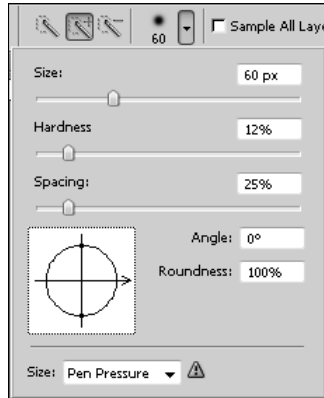 60
Sample All Laye
Size: 60 px
Hardness 12%
Spacing: 25%
Angle: 0°
Roundness: 100%
Size: Pen Pressure